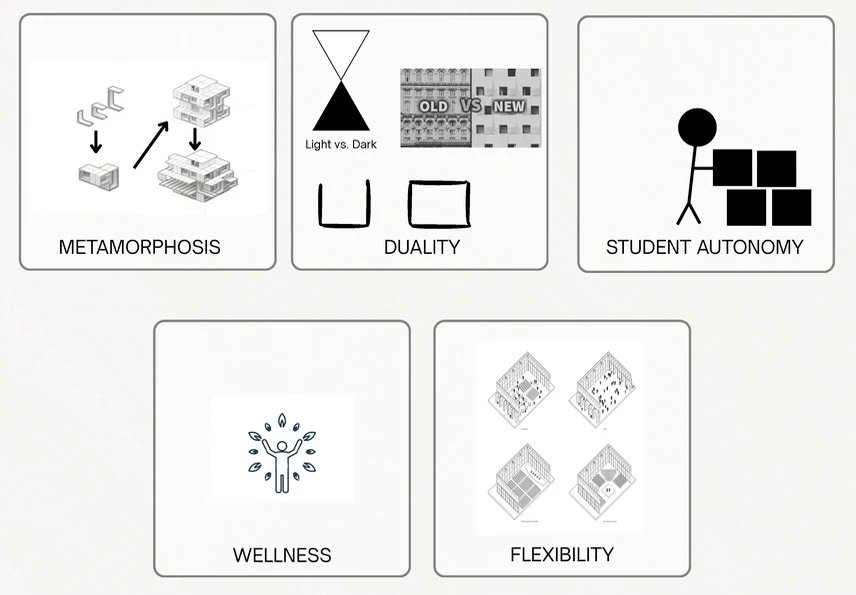 OLD VS NEW
Light vs. Dark
METAMORPHOSIS
DUALITY
STUDENT AUTONOMY
WELLNESS
FLEXIBILITY